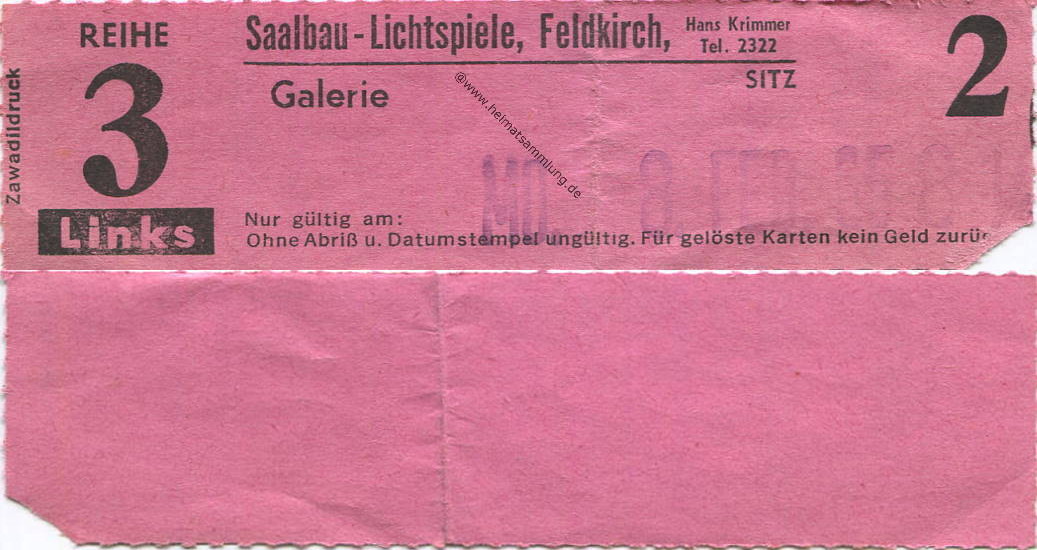 REIHE
3
Links
Zawadildruck
Saalbau-Lichtspiele, Feldkirch,
Hans Krimmer
Tel. 2322
Galerie
SITZ
2
@www.heimatsammlung.de
MO.
Nur gültig am:
Ohne Abriß u. Datumstempel ungültig. Für gelöste Karten kein Geld